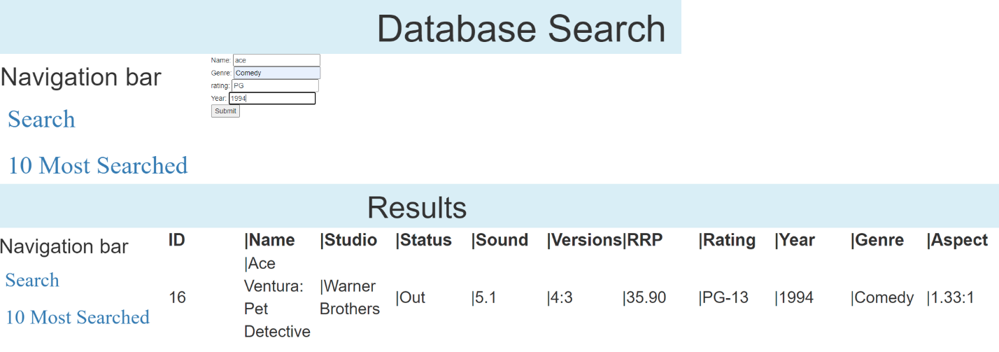 Database Search
Navigation bar
Search
10 Most Searched
Name: ace
Genre: Comedy
rating: PG
Year: 1994
Submit
Results
Navigation bar
Search
10 Most Searched
ID |Name |Studio |Status |Sound |Versions|RRP |Rating |Year |Genre |Aspect
16 |Ace Ventura: Pet Detective |Warner Brothers |Out |5.1 |4:3 |35.90 |PG-13 |1994 |Comedy |1.33:1